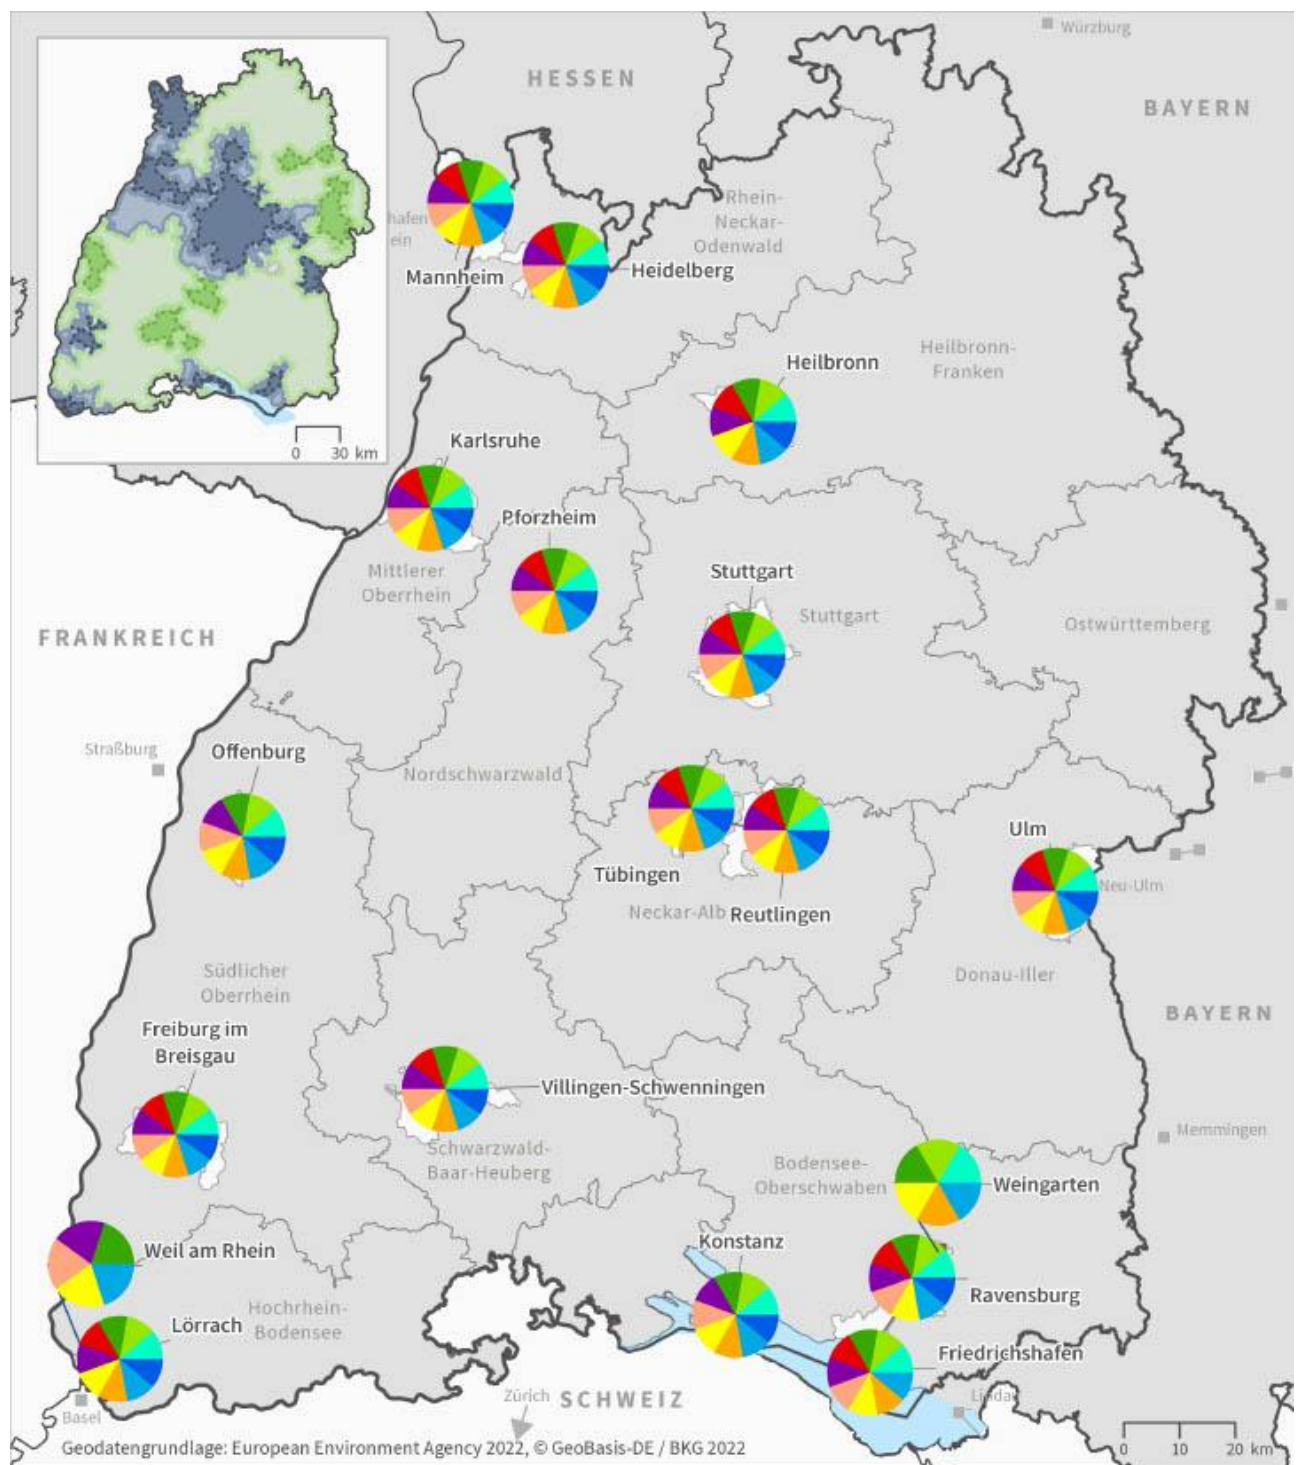 Würzburg
HESSEN
BAYERN
Rhein-
Neckar-
Odenwald
hafen
ein
Mannheim
Heidelberg
Heilbronn
Heilbronn-
Franken
0 30 km
Karlsruhe
Pforzheim
Mittlerer
Oberrhein
Stuttgart
Stuttgart
Ostwürttemberg
FRANKREICH
Straßburg
Offenburg
Nordschwarzwald
Tübingen
Ulm
Neu-Ulm
Neckar-Alb
Reutlingen
Südlicher
Oberrhein
Donau-Iller
BAYERN
Freiburg im
Breisgau
Villingen-Schwenningen
Schwarzwald-
Baar-Heuberg
Memmingen
Bodensee-
Oberschwaben
Weingarten
Konstanz
Weil am Rhein
Ravensburg
Hochrhein-
Bodensee
Lörrach
Friedrichshafen
Zürich
SCHWEIZ
Lindau
Basel
Geodatengrundlage: European Environment Agency 2022, © GeoBasis-DE / BKG 2022
0 10 20 km